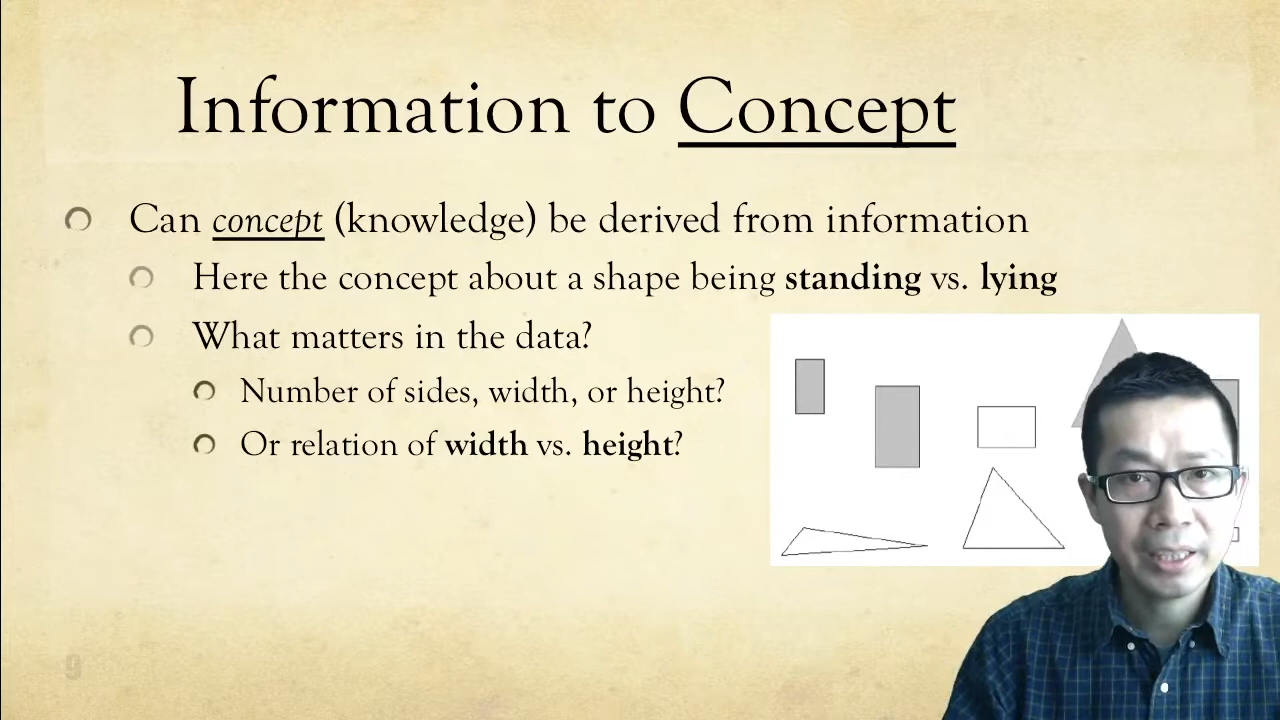 Information to Concept
Can concept (knowledge) be derived from information
Here the concept about a shape being standing vs. lying
What matters in the data?
Number of sides, width, or height?
Or relation of width vs. height?
9